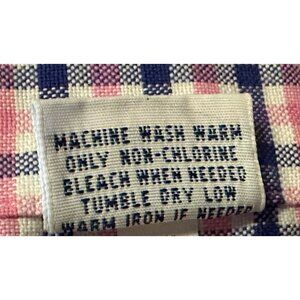 MACHINE WASH WARM
ONLY NON-CHLORINE
BLEACH WHEN NEEDED
TUMBLE DRY LOW
WARM IRON IF NEEDED